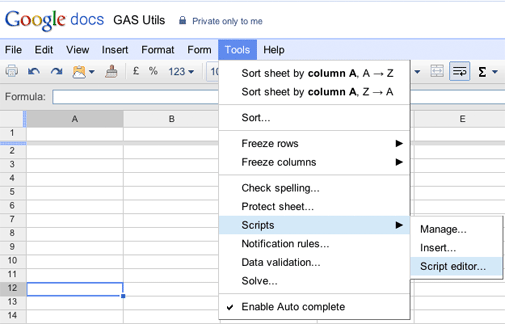 Google docs GAS Utils Private only to me
File Edit View Insert Format Form Tools Help
£ % 123 10 Σ
Formula:
A B E
1
2
3
4
5
6
7
8
9
10
11
12
13
14
Sort sheet by column A, A → Z
Sort sheet by column A, Z → A
Sort...
Freeze rows
Freeze columns
Check spelling...
Protect sheet...
Scripts
Notification rules...
Data validation...
Solve...
Enable Auto complete
Manage...
Insert...
Script editor...